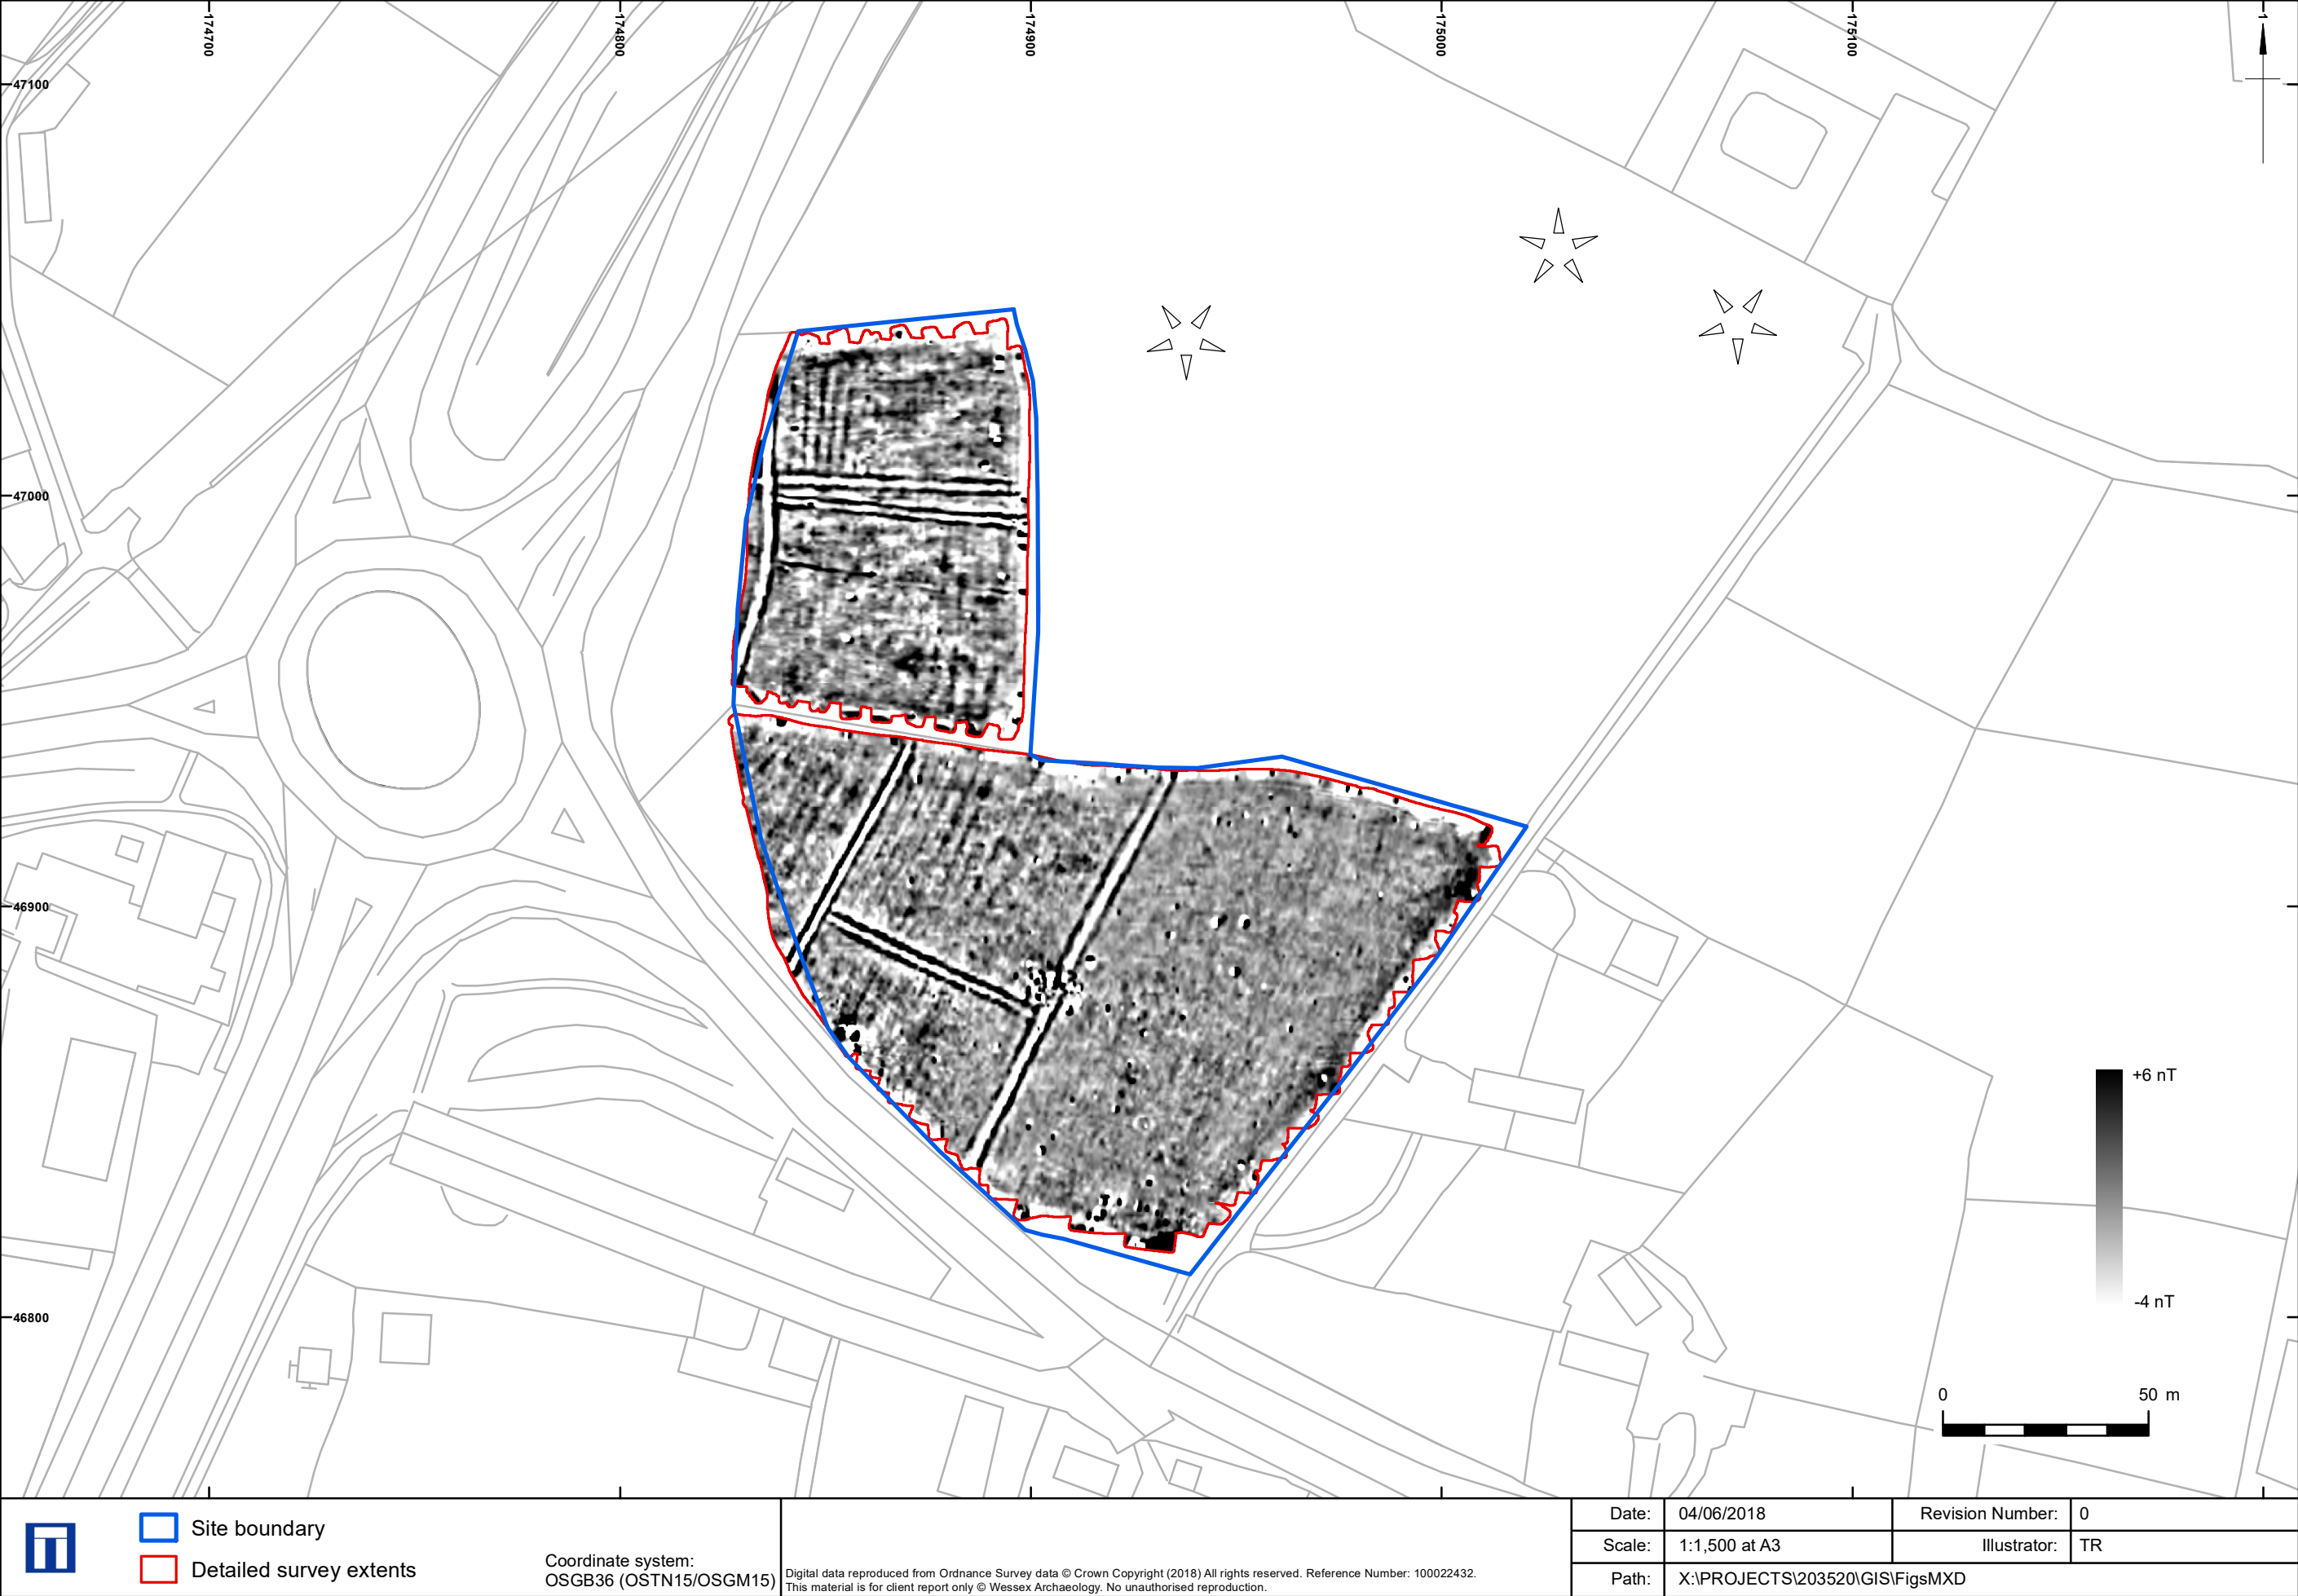 174700
174800
174900
175000
175100
1
47100
47000
46900
46800
+6 nT
-4 nT
0 50 m
Site boundary
Detailed survey extents
Coordinate system:
OSGB36 (OSTN15/OSGM15)
Digital data reproduced from Ordnance Survey data © Crown Copyright (2018) All rights reserved. Reference Number: 100022432.
This material is for client report only © Wessex Archaeology. No unauthorised reproduction.
Date: 04/06/2018 Revision Number: 0
Scale: 1:1,500 at A3 Illustrator: TR
Path: X:\PROJECTS\203520\GIS\FigsMXD